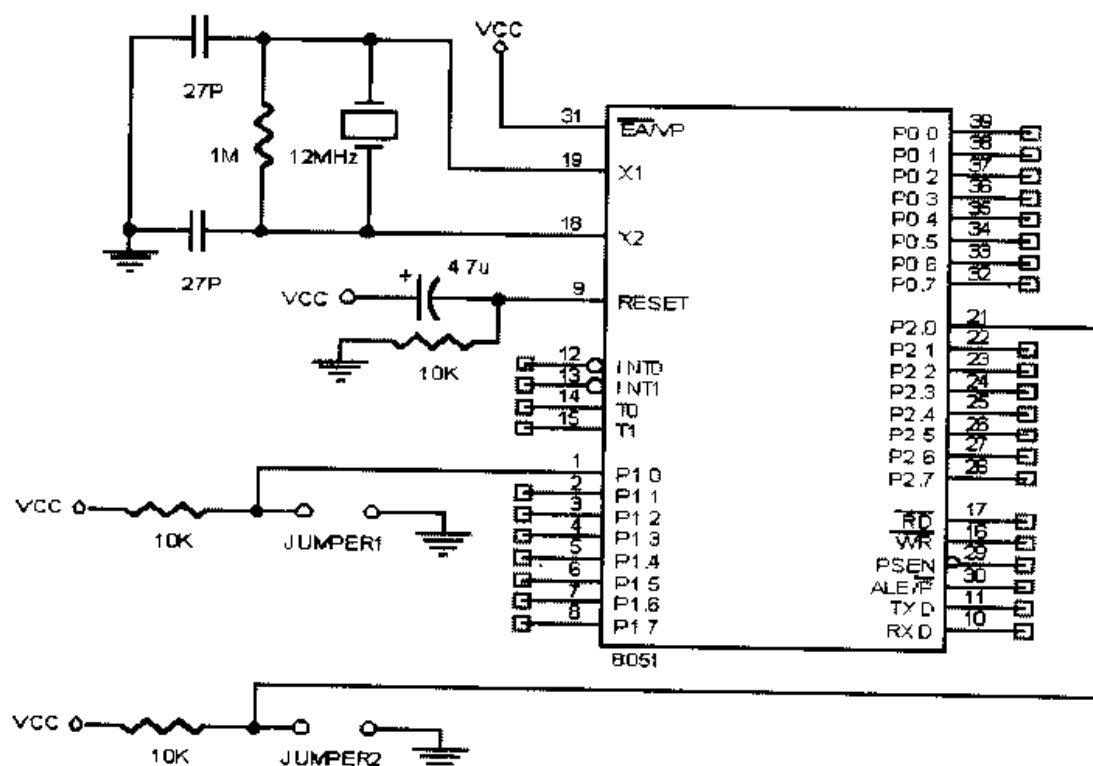 VCC
27P
1M
12MHz
27P
31
19
18
EA/VP
X1
X2
VCC
+
4.7u
10K
9
RESET
12
13
14
15
INT0
INT1
T0
T1
1
2
3
4
5
6
7
8
P1 0
P1 1
P1 2
P1 3
P1.4
P1 5
P1.6
P1 7
P0 0
P0 1
P0 2
P0 3
P0 4
P0.5
P0 6
P0.7
39
38
37
36
35
34
33
32
P2.0
P2 1
P2 2
P2.3
P2.4
P2 5
P2 6
P2.7
21
22
23
24
25
26
27
28
RD
WR
PSEN
ALE/P
TXD
RXD
17
16
29
30
11
10
8051
VCC
10K
JUMPER1
VCC
10K
JUMPER2